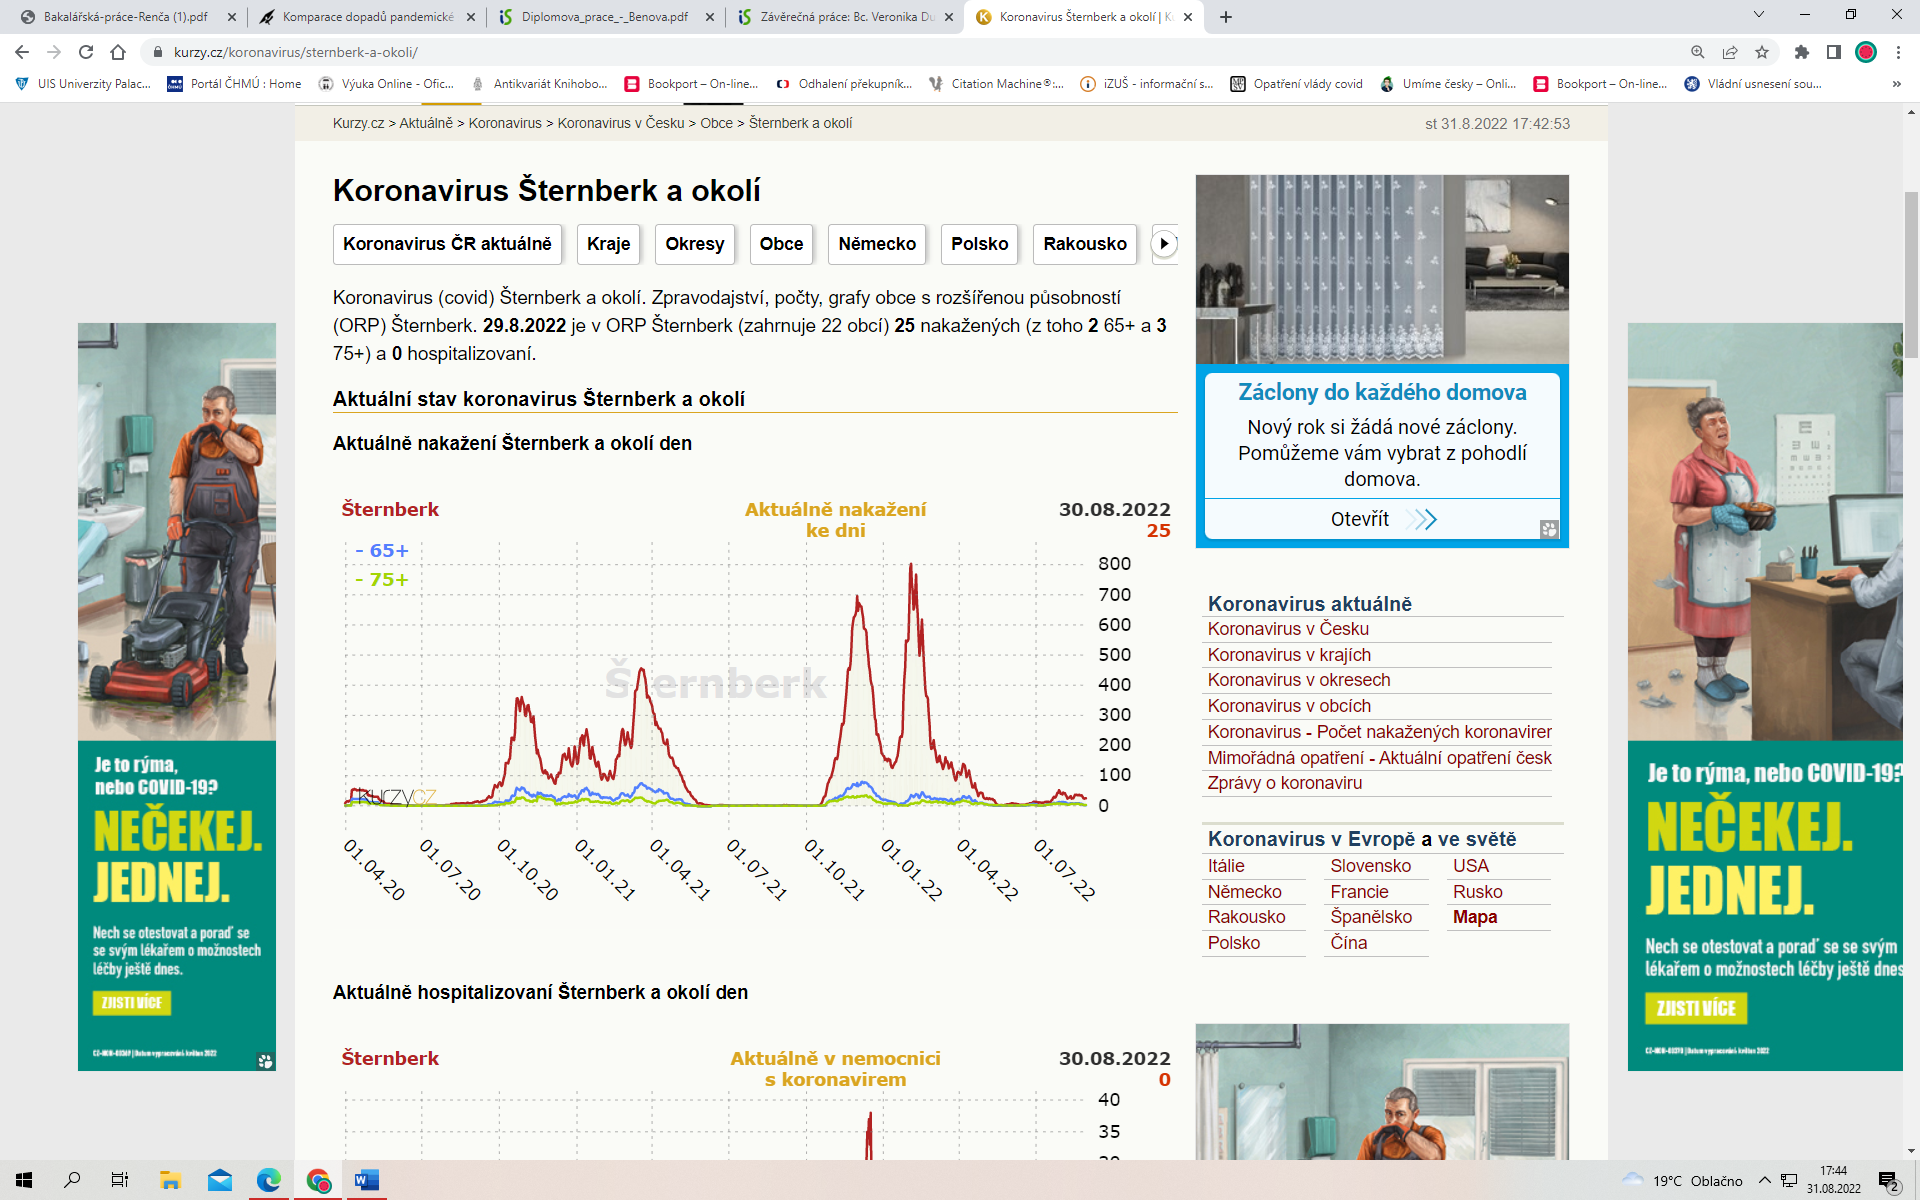 Bakalářská-práce-Renča (1).pdf
Komparace dopadů pandemické
Diplomova_prace_-_Benova.pdf
Závěrečná práce: Bc. Veronika Du
Koronavirus Šternberk a okolí | K
kurzy.cz/koronavirus/sternberk-a-okoli/
UIS Univerzity Palac...
Portál ČHMÚ : Home
Výuka Online - Ofic...
Antikvariát Knihobo...
Bookport – On-line...
Odhalení překupník...
Citation Machine®:...
iZUŠ - informační s...
Opatření vlády covid
Umíme česky – Onli...
Bookport – On-line...
Vládní usnesení sou...
»
Kurzy.cz > Aktuálně > Koronavirus > Koronavirus v Česku > Obce > Šternberk a okolí
st 31.8.2022 17:42:53
Koronavirus Šternberk a okolí
Koronavirus ČR aktuálně
Kraje
Okresy
Obce
Německo
Polsko
Rakousko
Koronavirus (covid) Šternberk a okolí. Zpravodajství, počty, grafy obce s rozšířenou působností
(ORP) Šternberk. 29.8.2022 je v ORP Šternberk (zahrnuje 22 obcí) 25 nakažených (z toho 2 65+ a 3
75+) a 0 hospitalizovaní.
Aktuální stav koronavirus Šternberk a okolí
Aktuálně nakažení Šternberk a okolí den
Šternberk
Aktuálně nakažení
ke dni
30.08.2022
25
- 65+
- 75+
Šternberk
kurzycz
800
700
600
500
400
300
200
100
0
01.04.20
01.07.20
01.10.20
01.01.21
01.04.21
01.07.21
01.10.21
01.01.22
01.04.22
01.07.22
Aktuálně hospitalizovaní Šternberk a okolí den
Šternberk
Aktuálně v nemocnici
s koronavirem
30.08.2022
0
40
35
30
Záclony do každého domova
Nový rok si žádá nové záclony.
Pomůžeme vám vybrat z pohodlí
domova.
Otevřít
Koronavirus aktuálně
Koronavirus v Česku
Koronavirus v krajích
Koronavirus v okresech
Koronavirus v obcích
Koronavirus - Počet nakažených koronavirer
Mimořádná opatření - Aktuální opatření česk
Zprávy o koronaviru
Koronavirus v Evropě a ve světě
Itálie
Slovensko
USA
Německo
Francie
Rusko
Rakousko
Španělsko
Mapa
Polsko
Čína
Je to rýma,
nebo COVID-19?
NEČEKEJ.
JEDNEJ.
Nech se otestovat a poraď se
se svým lékařem o možnostech
léčby ještě dnes.
ZJISTI VÍCE
Je to rýma, nebo COVID-19?
NEČEKEJ.
JEDNEJ.
Nech se otestovat a poraď se se svým
lékařem o možnostech léčby ještě dnes
ZJISTI VÍCE
19°C Oblačno
17:44
31.08.2022
2